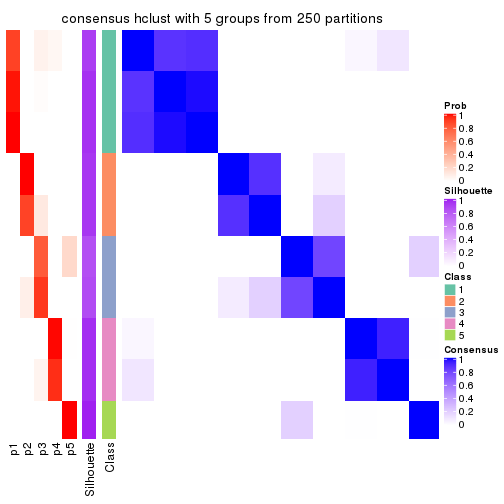 consensus hclust with 5 groups from 250 partitions
Prob
1
0.8
0.6
0.4
0.2
0
Silhouette
1
0.8
0.6
0.4
0.2
0
Class
1
2
3
4
5
Consensus
1
0.8
0.6
0.4
0.2
0
p1
p2
p3
p4
p5
Silhouette
Class